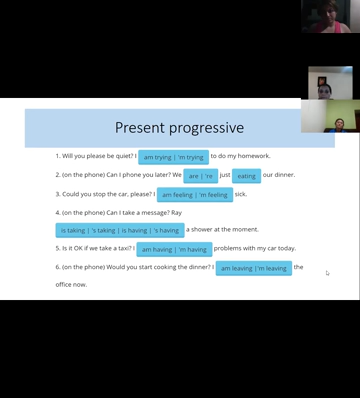 Present progressive
1. Will you please be quiet? I am trying | 'm trying to do my homework.
2. (on the phone) Can I phone you later? We are | 're just eating our dinner.
3. Could you stop the car, please? I am feeling | 'm feeling sick.
4. (on the phone) Can I take a message? Ray
is taking | 's taking | is having | 's having a shower at the moment.
5. Is it OK if we take a taxi? I am having | 'm having problems with my car today.
6. (on the phone) Would you start cooking the dinner? I am leaving |'m leaving the
office now.